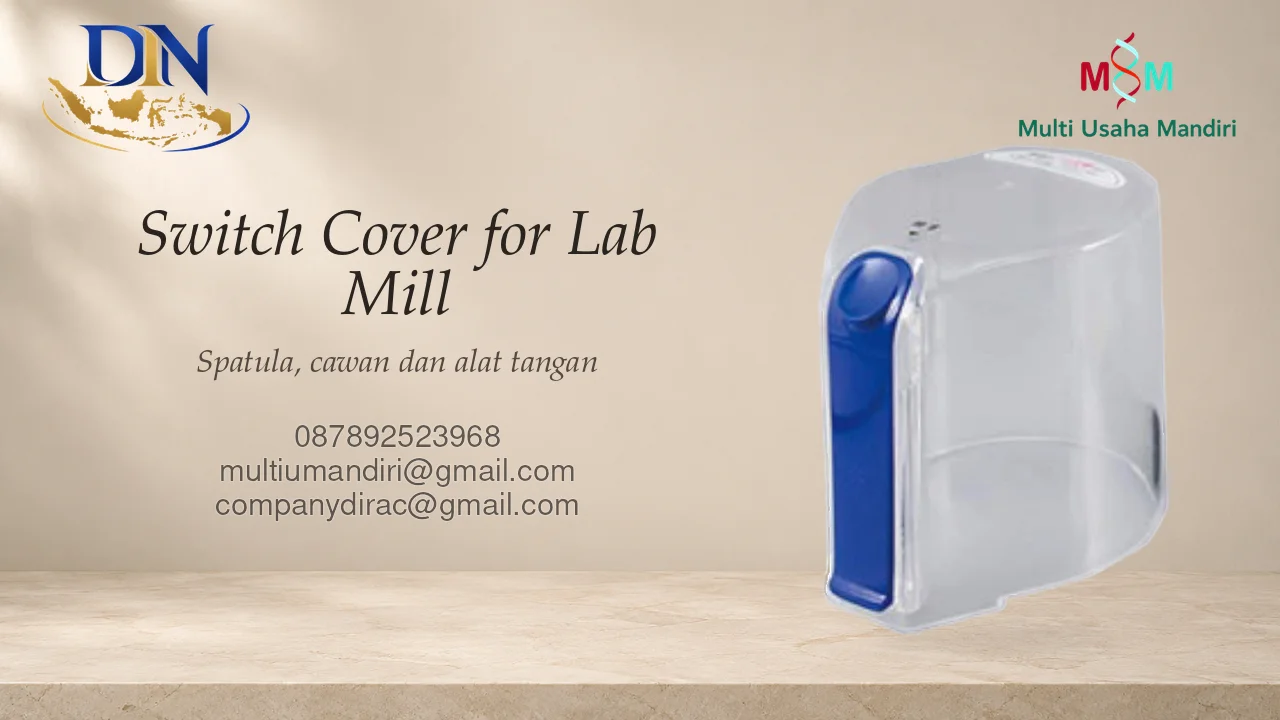 DN
M M
Multi Usaha Mandiri
Switch Cover for Lab
Mill
Spatula, cawan dan alat tangan
087892523968
multiumandiri@gmail.com
companydirac@gmail.com